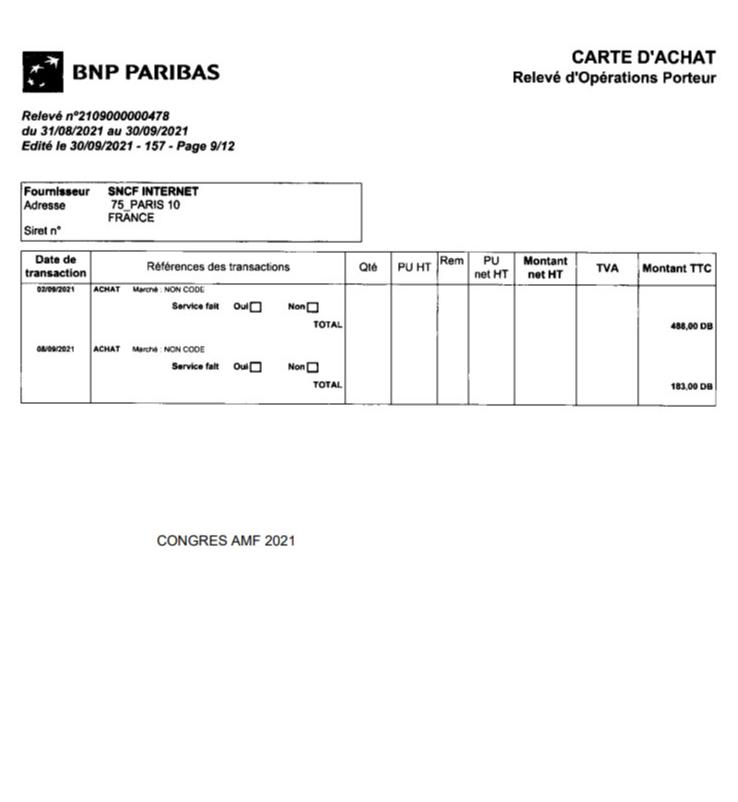 BNP PARIBAS
CARTE D'ACHAT
Relevé d'Opérations Porteur
Relevé n°2109000000478
du 31/08/2021 au 30/09/2021
Edité le 30/09/2021 - 157 - Page 9/12
Fournisseur SNCF INTERNET
Adresse 75_PARIS 10
FRANCE
Siret n°
Date de transaction Références des transactions Qté PU HT Rem PU net HT Montant net HT TVA Montant TTC
02/09/2021 ACHAT Marché : NON CODE
Service fait Oui Non
TOTAL 488,00 DB
08/09/2021 ACHAT Marché : NON CODE
Service fait Oui Non
TOTAL 183,00 DB
CONGRES AMF 2021